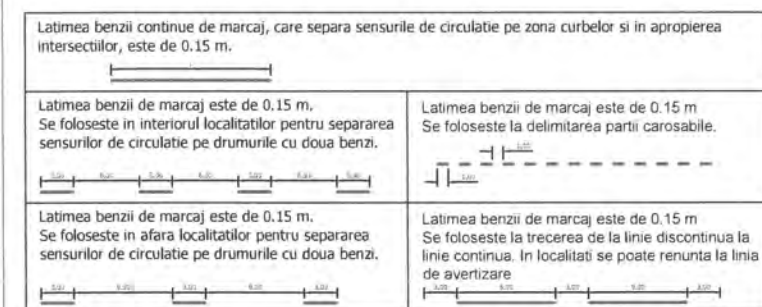 Latimea benzii continue de marcaj, care separa sensurile de circulatie pe zona curbelor si in apropierea
intersectiilor, este de 0.15 m.
Latimea benzii de marcaj este de 0.15 m.
Se foloseste in interiorul localitatilor pentru separarea
sensurilor de circulatie pe drumurile cu doua benzi.
Latimea benzii de marcaj este de 0.15 m
Se foloseste la delimitarea partii carosabile.
Latimea benzii de marcaj este de 0.15 m.
Se foloseste in afara localitatilor pentru separarea
sensurilor de circulatie pe drumurile cu doua benzi.
Latimea benzii de marcaj este de 0.15 m
Se foloseste la trecerea de la linie discontinua la
linie continua. In localitati se poate renunta la linia
de avertizare